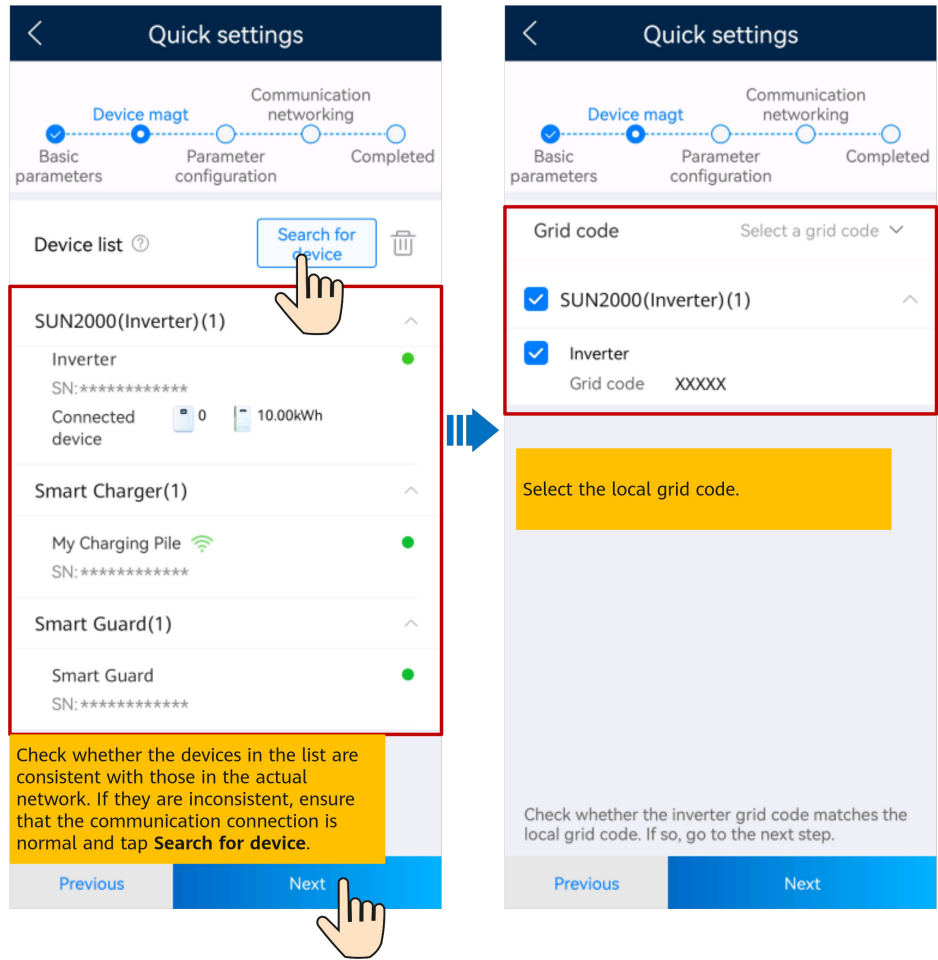 Quick settings
Device magt
Communication
networking
Basic
parameters
Parameter
configuration
Completed
Device list
Search for
device
SUN2000(Inverter)(1)
Inverter
SN:************
Connected
device
0
10.00kWh
Smart Charger(1)
My Charging Pile
SN:************
Smart Guard(1)
Smart Guard
SN:************
Check whether the devices in the list are
consistent with those in the actual
network. If they are inconsistent, ensure
that the communication connection is
normal and tap Search for device.
Previous
Next
Quick settings
Device magt
Communication
networking
Basic
parameters
Parameter
configuration
Completed
Grid code
Select a grid code
SUN2000(Inverter)(1)
Inverter
Grid code XXXXX
Select the local grid code.
Check whether the inverter grid code matches the
local grid code. If so, go to the next step.
Previous
Next